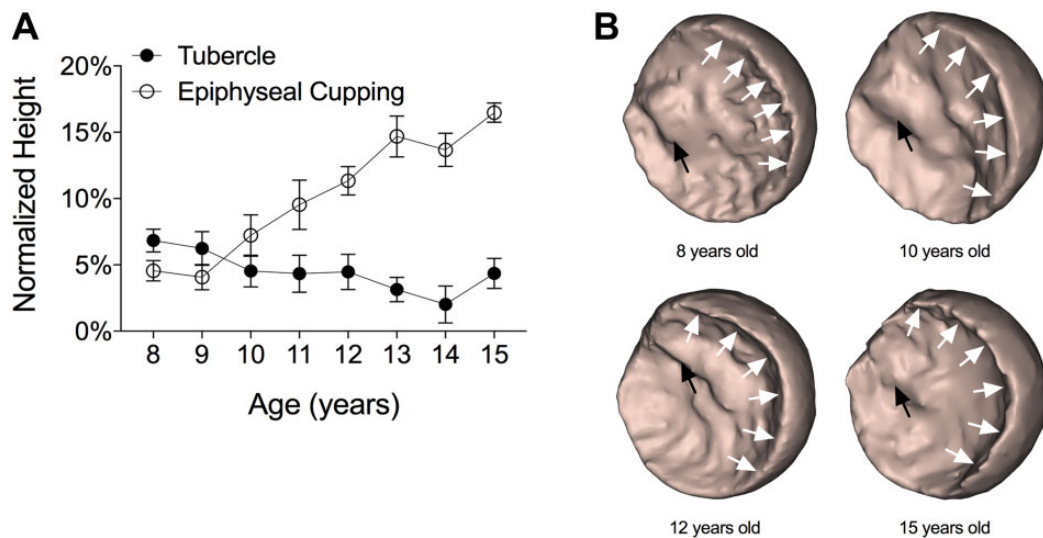 A
Tubercle
Epiphyseal Cupping
20%
15%
10%
5%
0%
Normalized Height
8 9 10 11 12 13 14 15
Age (years)
B
8 years old
10 years old
12 years old
15 years old